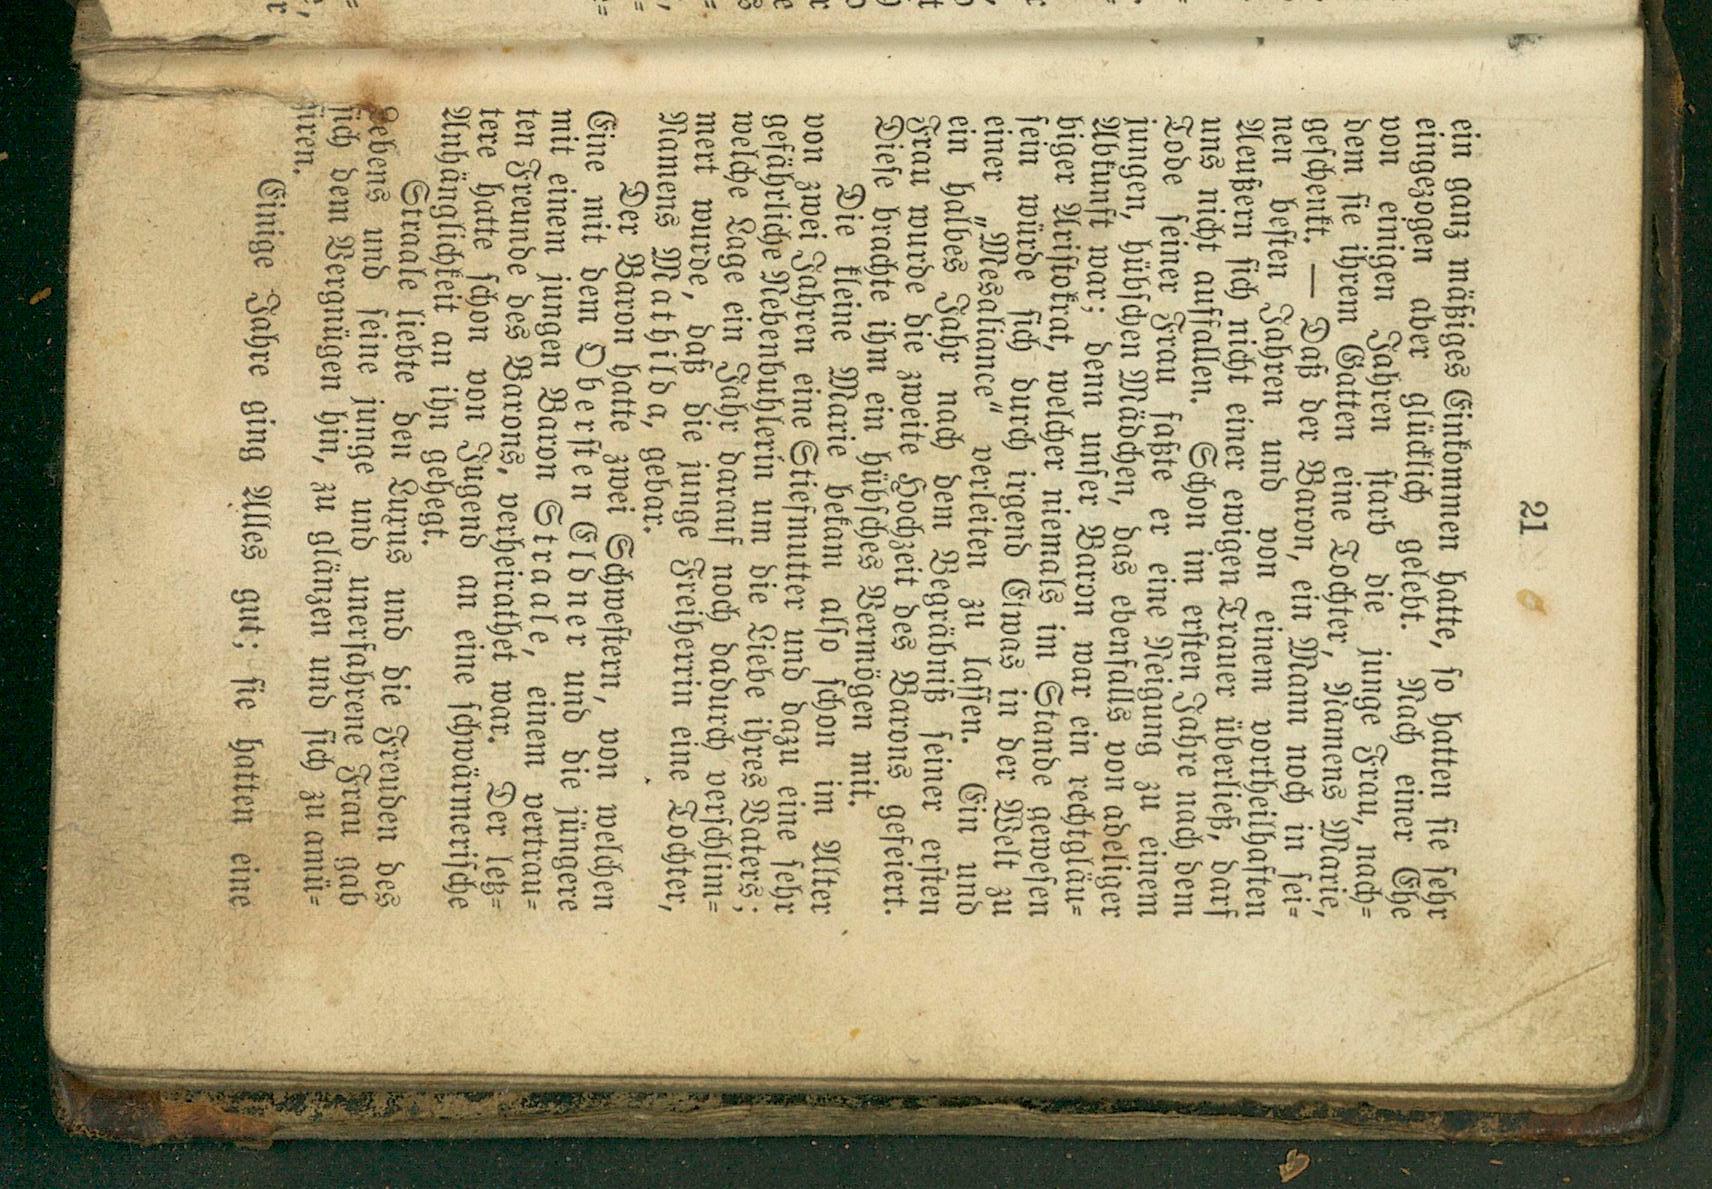 21
ein ganz mäßiges Einkommen hatte, so hatten sie sehr
eingezogen aber glücklich gelebt. Nach einer Ehe
von einigen Jahren starb die junge Frau, nach-
dem sie ihrem Gatten eine Tochter, Namens Marie,
geschenkt. — Daß der Baron, ein Mann noch in sei-
nen besten Jahren und von einem vortheilhaften
Aeußern sich nicht einer ewigen Trauer überließ, darf
uns nicht auffallen. Schon im ersten Jahre nach dem
Tode seiner Frau faßte er eine Neigung zu einem
jungen, hübschen Mädchen, das ebenfalls von adeliger
Abkunft war; denn unser Baron war ein rechtgläu-
biger Aristokrat, welcher niemals im Stande gewesen
sein würde sich durch irgend Etwas in der Welt zu
einer „Mesaliance" verleiten zu lassen. Ein und
ein halbes Jahr nach dem Begräbniß seiner ersten
Frau wurde die zweite Hochzeit des Barons gefeiert.
Diese brachte ihm ein hübsches Vermögen mit.
Die kleine Marie bekam also schon im Alter
von zwei Jahren eine Stiefmutter und dazu eine sehr
gefährliche Nebenbuhlerin um die Liebe ihres Vaters;
welche Lage ein Jahr darauf noch dadurch verschlim-
mert wurde, daß die junge Freiherrin eine Tochter,
Namens Mathilda, gebar.
Der Baron hatte zwei Schwestern, von welchen
Eine mit dem Obersten Eldner und die jüngere
mit einem jungen Baron Straale, einem vertrau-
ten Freunde des Barons, verheirathet war. Der letz-
tere hatte schon von Jugend an eine schwärmerische
Anhänglichkeit an ihn gehegt.
Straale liebte den Luxus und die Freuden des
Lebens und seine junge und unerfahrene Frau gab
sich dem Vergnügen hin, zu glänzen und sich zu amü-
siren.
Einige Jahre ging Alles gut; sie hatten eine